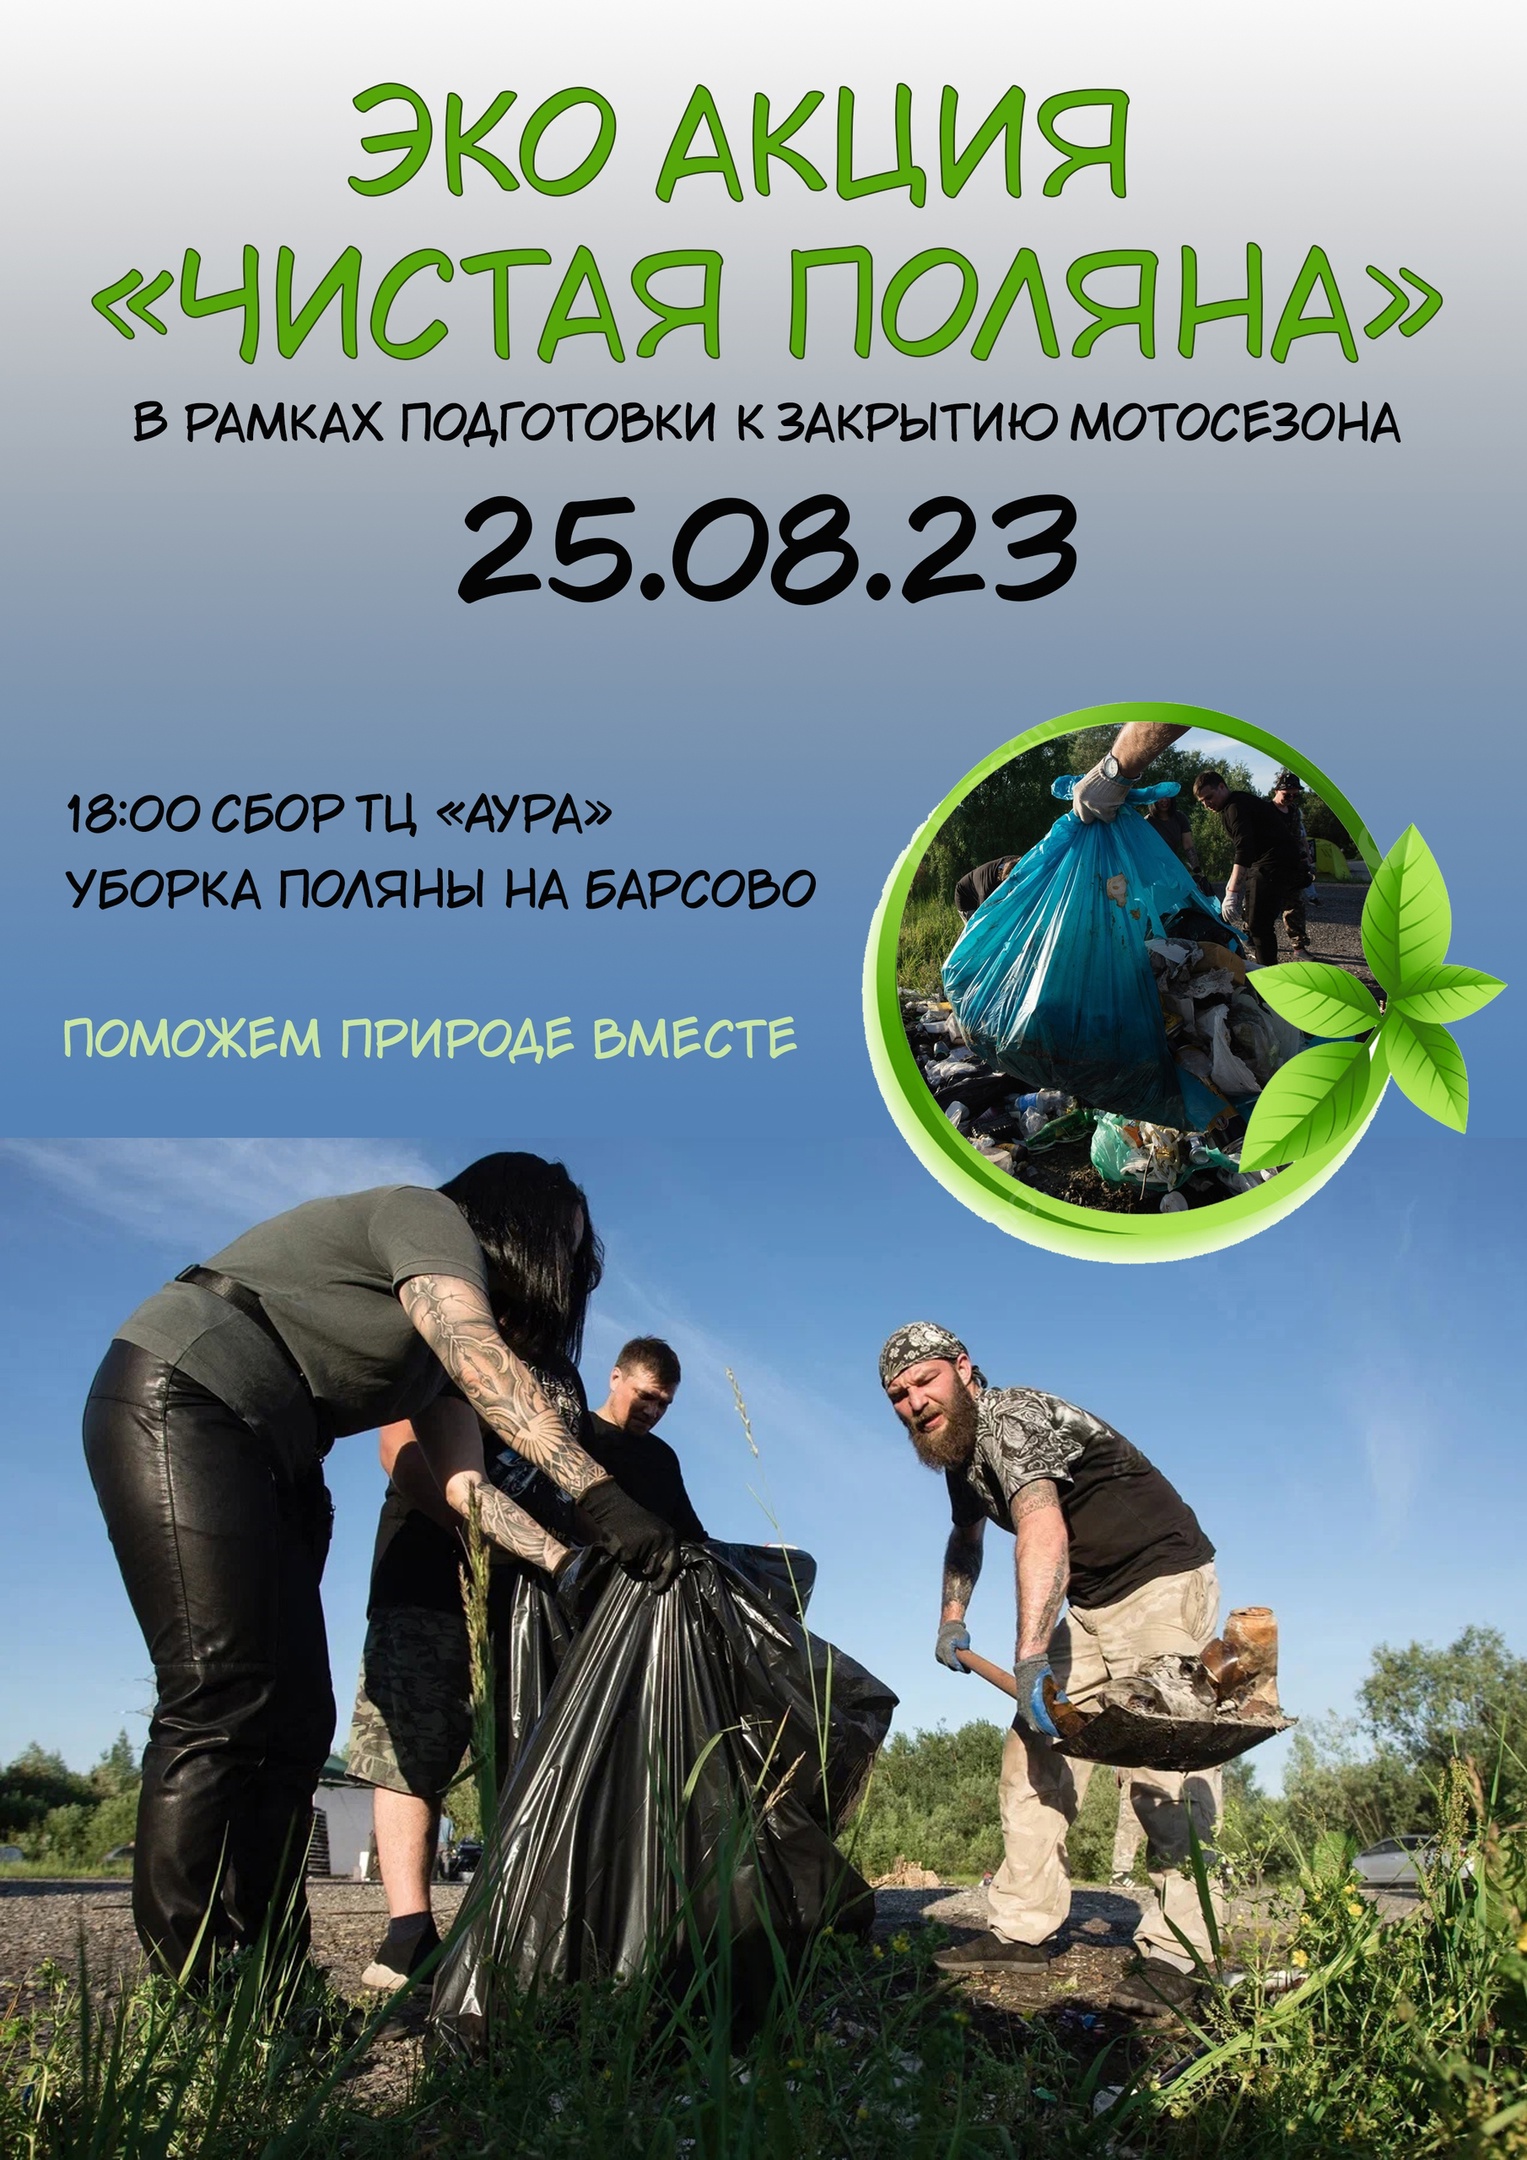 ЭКО АКЦИЯ
«ЧИСТАЯ ПОЛЯНА»
В РАМКАХ ПОДГОТОВКИ К ЗАКРЫТИЮ МОТОСЕЗОНА
25.08.23
18:00 СБОР ТЦ «АУРА»
УБОРКА ПОЛЯНЫ НА БАРСОВО
ПОМОЖЕМ ПРИРОДЕ ВМЕСТЕ